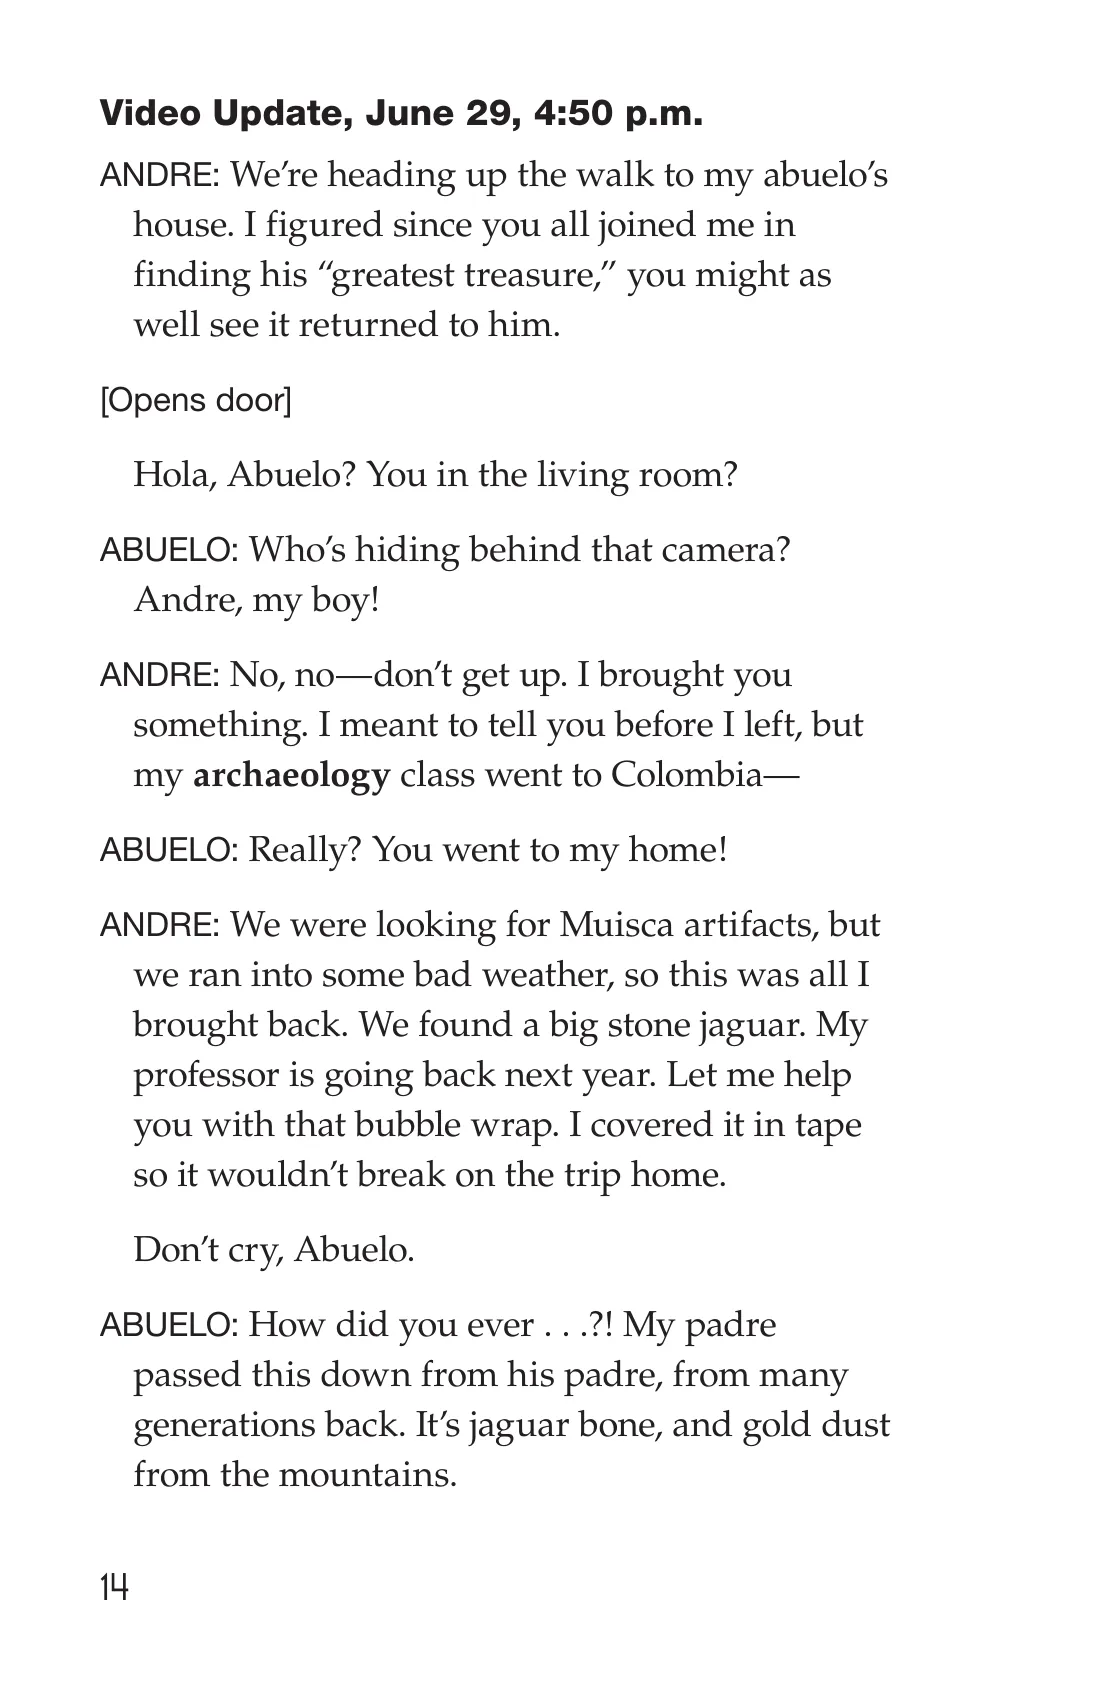 Video Update, June 29, 4:50 p.m.
ANDRE: We’re heading up the walk to my abuelo’s
house. I figured since you all joined me in
finding his “greatest treasure,” you might as
well see it returned to him.
[Opens door]
Hola, Abuelo? You in the living room?
ABUELO: Who’s hiding behind that camera?
Andre, my boy!
ANDRE: No, no—don’t get up. I brought you
something. I meant to tell you before I left, but
my archaeology class went to Colombia—
ABUELO: Really? You went to my home!
ANDRE: We were looking for Muisca artifacts, but
we ran into some bad weather, so this was all I
brought back. We found a big stone jaguar. My
professor is going back next year. Let me help
you with that bubble wrap. I covered it in tape
so it wouldn’t break on the trip home.
Don’t cry, Abuelo.
ABUELO: How did you ever . . .?! My padre
passed this down from his padre, from many
generations back. It’s jaguar bone, and gold dust
from the mountains.
14